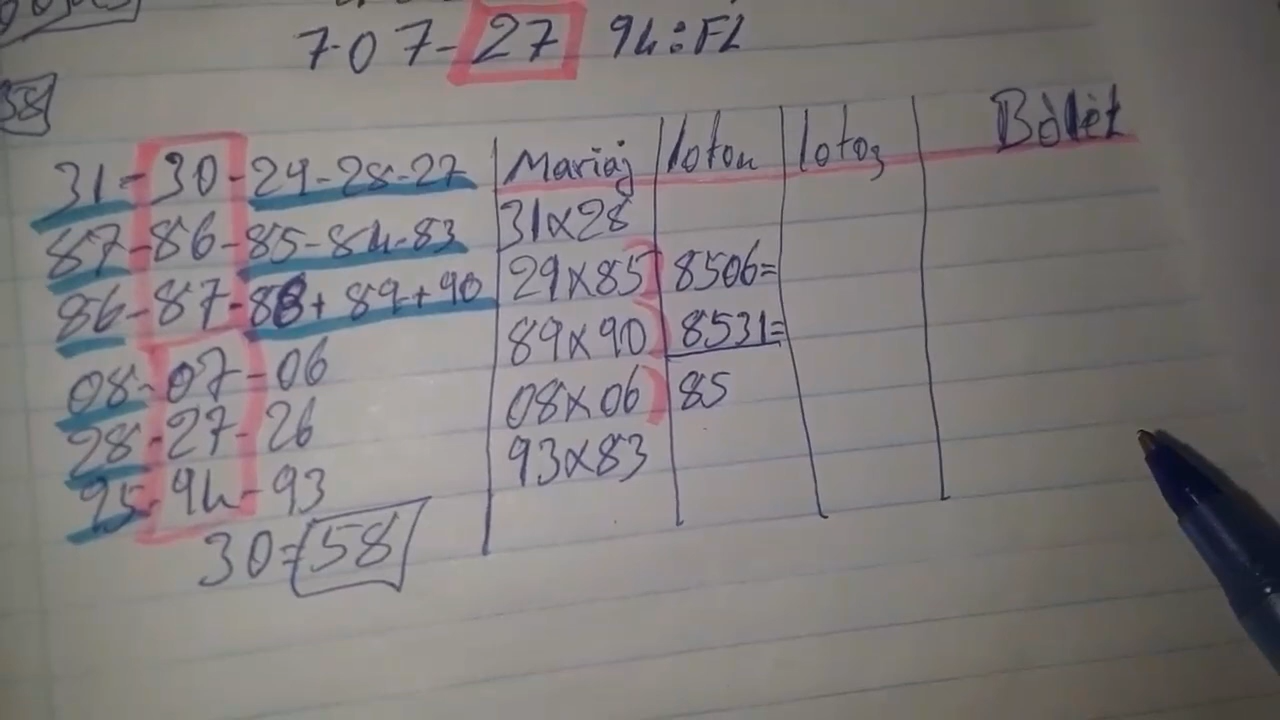 7-07-27 94:FL
58
Mariaj loto4 loto3 Bòlèt
31-30-29-28-27 31x28
87-86-85-84-83 29x85 8506=
86-87-88+89+90 89x90 8531=
08-07-06 08x06 85
28-27-26 93x83
95-94-93
30=58